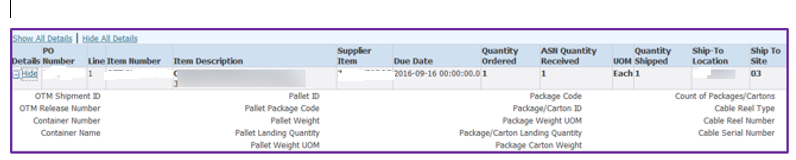 Show All Details | Hide All Details
Details PO Number Line Item Number Item Description Supplier Item Due Date Quantity Ordered ASN Quantity Received UOM Quantity Shipped Ship-To Location Ship To Site
Hide 1 2016-09-16 00:00:00.0 1 1 Each 1 03
OTM Shipment ID Pallet ID Package Code Count of Packages/Cartons
OTM Release Number Pallet Package Code Package/Carton ID Cable Reel Type
Container Number Pallet Weight Package Weight UOM Cable Reel Number
Container Name Pallet Landing Quantity Package/Carton Landing Quantity Cable Serial Number
Pallet Weight UOM Package Carton Weight